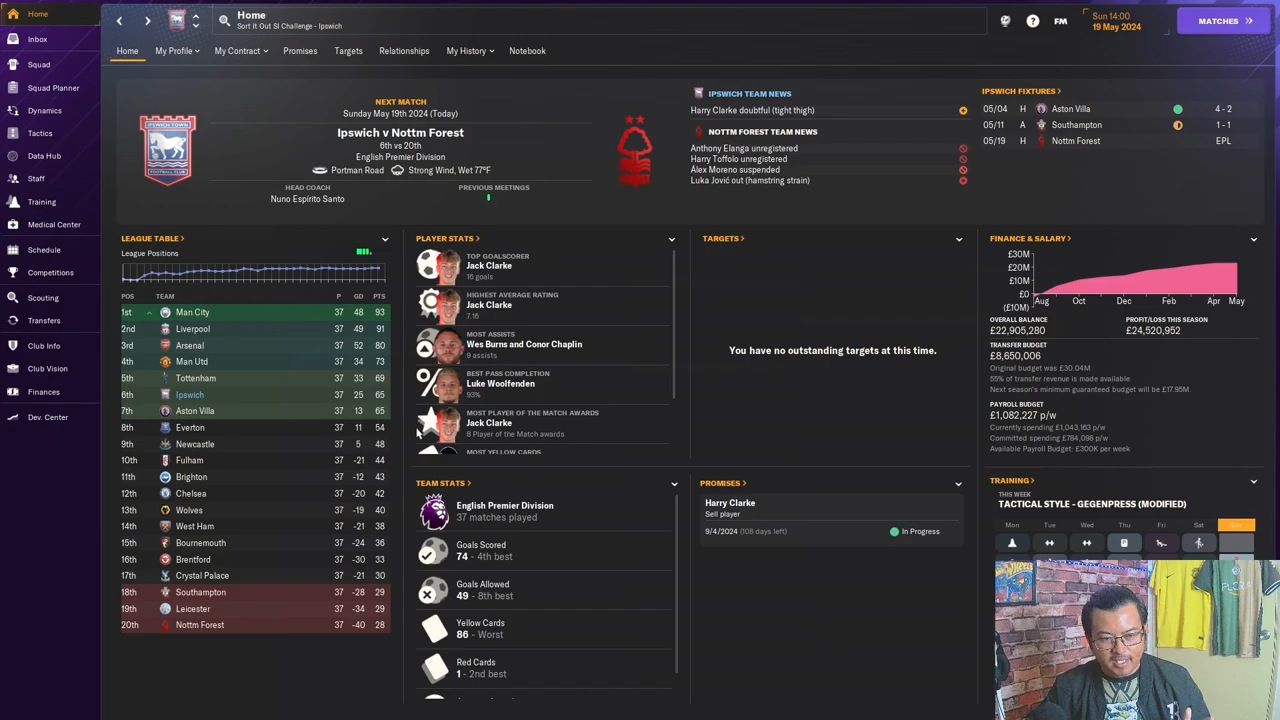 Home
Inbox
Squad
Squad Planner
Dynamics
Tactics
Data Hub
Staff
Training
Medical Center
Schedule
Competitions
Scouting
Transfers
Club Info
Club Vision
Finances
Dev. Center
Home
Sort It Out SI Challenge - Ipswich
FM
Sun 14:00
19 May 2024
MATCHES
Home
My Profile
My Contract
Promises
Targets
Relationships
My History
Notebook
NEXT MATCH
Sunday May 19th 2024 (Today)
Ipswich v Nottm Forest
6th vs 20th
English Premier Division
Portman Road
Strong Wind, Wet 77°F
HEAD COACH
Nuno Espírito Santo
PREVIOUS MEETINGS
IPSWICH TEAM NEWS
Harry Clarke doubtful (tight thigh)
NOTTM FOREST TEAM NEWS
Anthony Elanga unregistered
Harry Toffolo unregistered
Álex Moreno suspended
Luka Jović out (hamstring strain)
IPSWICH FIXTURES
05/04 H Aston Villa 4 - 2
05/11 A Southampton 1 - 1
05/19 H Nottm Forest EPL
LEAGUE TABLE
League Positions
POS TEAM P GD PTS
1st Man City 37 48 93
2nd Liverpool 37 49 91
3rd Arsenal 37 52 80
4th Man Utd 37 34 73
5th Tottenham 37 33 69
6th Ipswich 37 25 65
7th Aston Villa 37 13 65
8th Everton 37 11 54
9th Newcastle 37 5 48
10th Fulham 37 -21 44
11th Brighton 37 -12 43
12th Chelsea 37 -20 42
13th Wolves 37 -19 40
14th West Ham 37 -21 38
15th Bournemouth 37 -24 36
16th Brentford 37 -30 33
17th Crystal Palace 37 -21 30
18th Southampton 37 -28 29
19th Leicester 37 -34 29
20th Nottm Forest 37 -40 28
PLAYER STATS
TOP GOALSCORER
Jack Clarke
16 goals
HIGHEST AVERAGE RATING
Jack Clarke
7.16
MOST ASSISTS
Wes Burns and Conor Chaplin
9 assists
BEST PASS COMPLETION
Luke Woolfenden
93%
MOST PLAYER OF THE MATCH AWARDS
Jack Clarke
8 Player of the Match awards
MOST YELLOW CARDS
TEAM STATS
English Premier Division
37 matches played
Goals Scored
74 - 4th best
Goals Allowed
49 - 8th best
Yellow Cards
86 - Worst
Red Cards
1 - 2nd best
TARGETS
You have no outstanding targets at this time.
PROMISES
Harry Clarke
Sell player
9/4/2024 (108 days left)
In Progress
FINANCE & SALARY
£30M
£20M
£10M
£0
(£10M)
Aug Oct Dec Feb Apr May
OVERALL BALANCE
£22,905,280
PROFIT/LOSS THIS SEASON
£24,520,952
TRANSFER BUDGET
£8,650,006
Original budget was £30.04M
55% of transfer revenue is made available
Next season's minimum guaranteed budget will be £17.95M.
PAYROLL BUDGET
£1,082,227 p/w
Currently spending £1,043,163 p/w
Committed spending £784,098 p/w
Available Payroll Budget: £300K per week
TRAINING
THIS WEEK
TACTICAL STYLE - GEGENPRESS (MODIFIED)
Mon Tue Wed Thu Fri Sat Sun